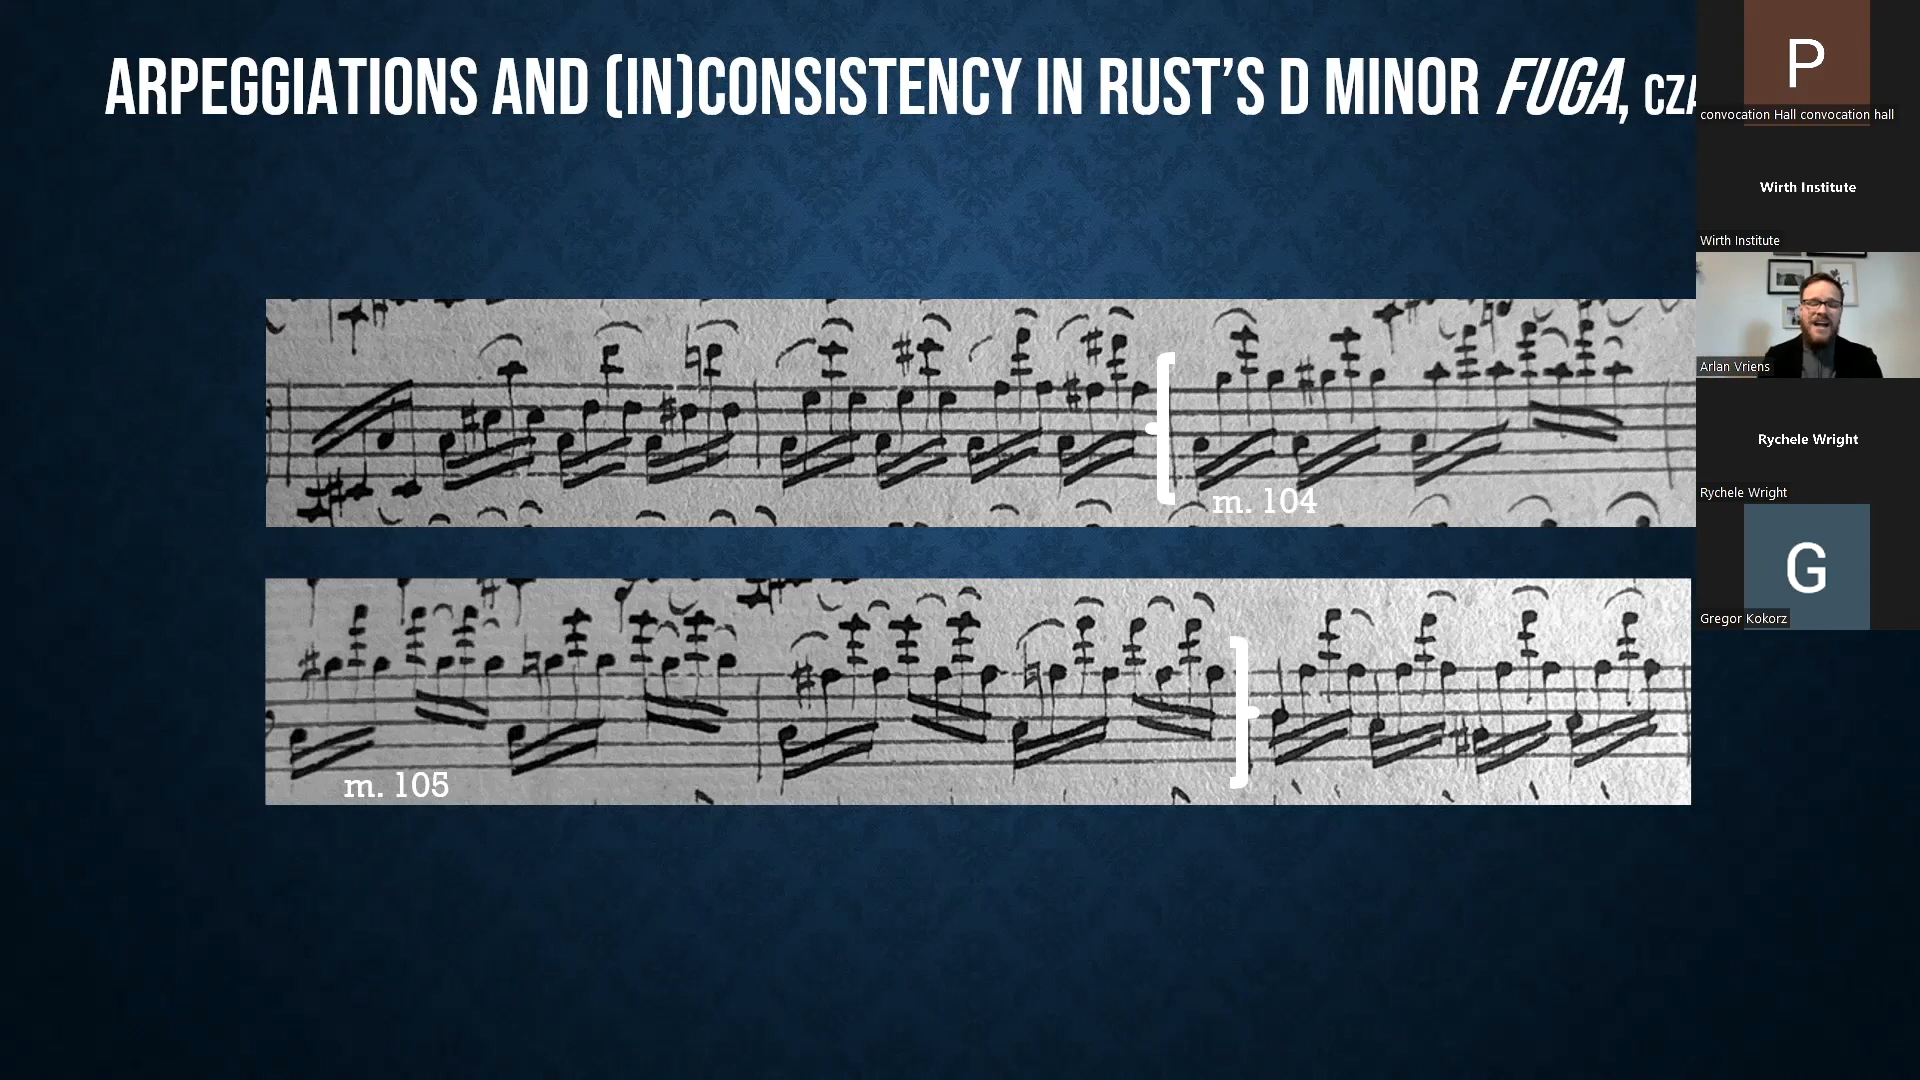 ARPEGGIATIONS AND (IN)CONSISTENCY IN RUST'S D MINOR FUGA,
m. 104
m. 105
P
convocation Hall convocation hall
Wirth Institute
Wirth Institute
Arlan Vriens
Rychele Wright
Rychele Wright
G
Gregor Kokorz